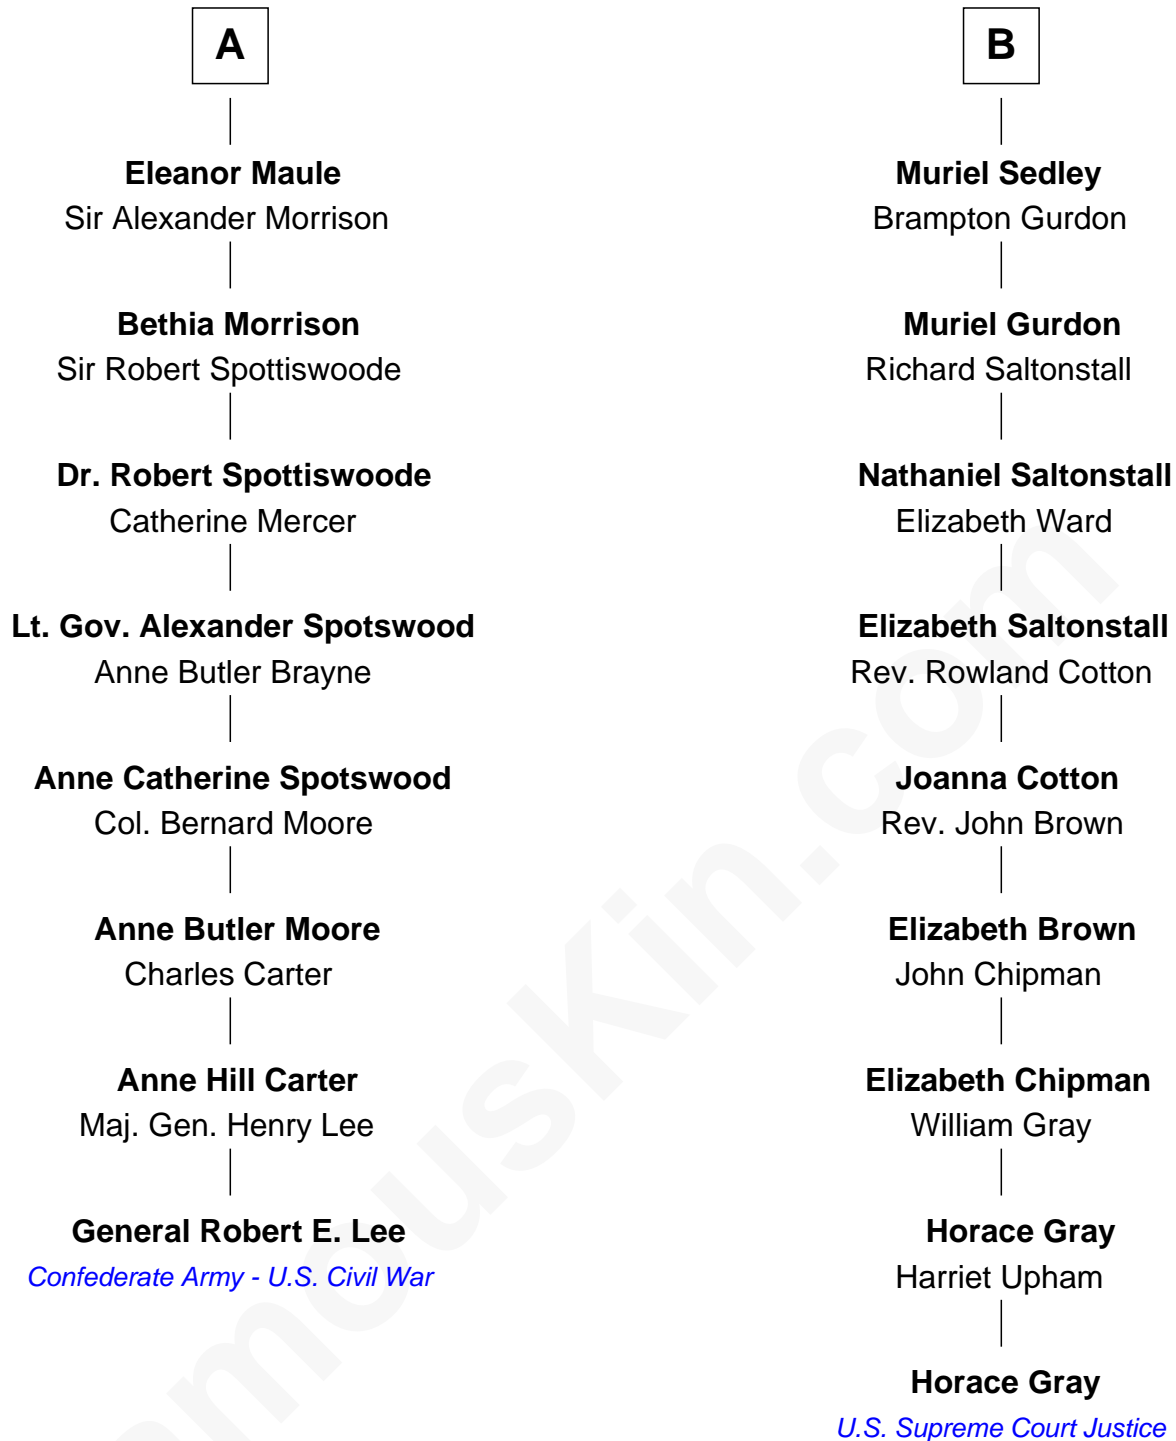 A
Eleanor Maule
Sir Alexander Morrison
Bethia Morrison
Sir Robert Spottiswoode
Dr. Robert Spottiswoode
Catherine Mercer
Lt. Gov. Alexander Spotswood
Anne Butler Brayne
Anne Catherine Spotswood
Col. Bernard Moore
Anne Butler Moore
Charles Carter
Anne Hill Carter
Maj. Gen. Henry Lee
General Robert E. Lee
Confederate Army - U.S. Civil War
B
Muriel Sedley
Brampton Gurdon
Muriel Gurdon
Richard Saltonstall
Nathaniel Saltonstall
Elizabeth Ward
Elizabeth Saltonstall
Rev. Rowland Cotton
Joanna Cotton
Rev. John Brown
Elizabeth Brown
John Chipman
Elizabeth Chipman
William Gray
Horace Gray
Harriet Upham
Horace Gray
U.S. Supreme Court Justice
mouskin.com